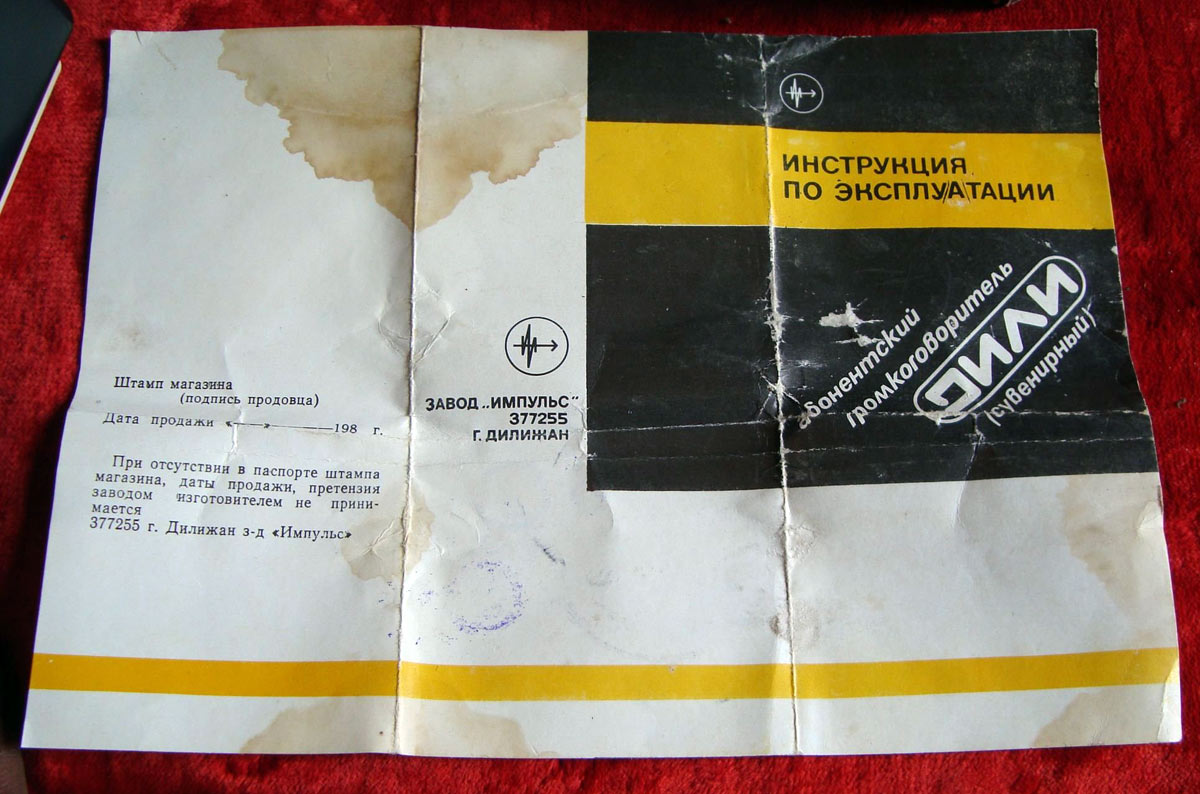 Штамп магазина
(подпись продовца)
Дата продажи «——»————198 г.
При отсутствии в паспорте штампа
магазина, даты продажи, претензия
заводом изготовителем не прини-
мается
377255 г. Дилижан з-д «Импульс»
ЗАВОД „ИМПУЛЬС"
377255
Г. ДИЛИЖАН
ИНСТРУКЦИЯ
ПО ЭКСПЛУАТАЦИИ
абонентский
громкоговоритель
ДИЛИ
(сувенирный)